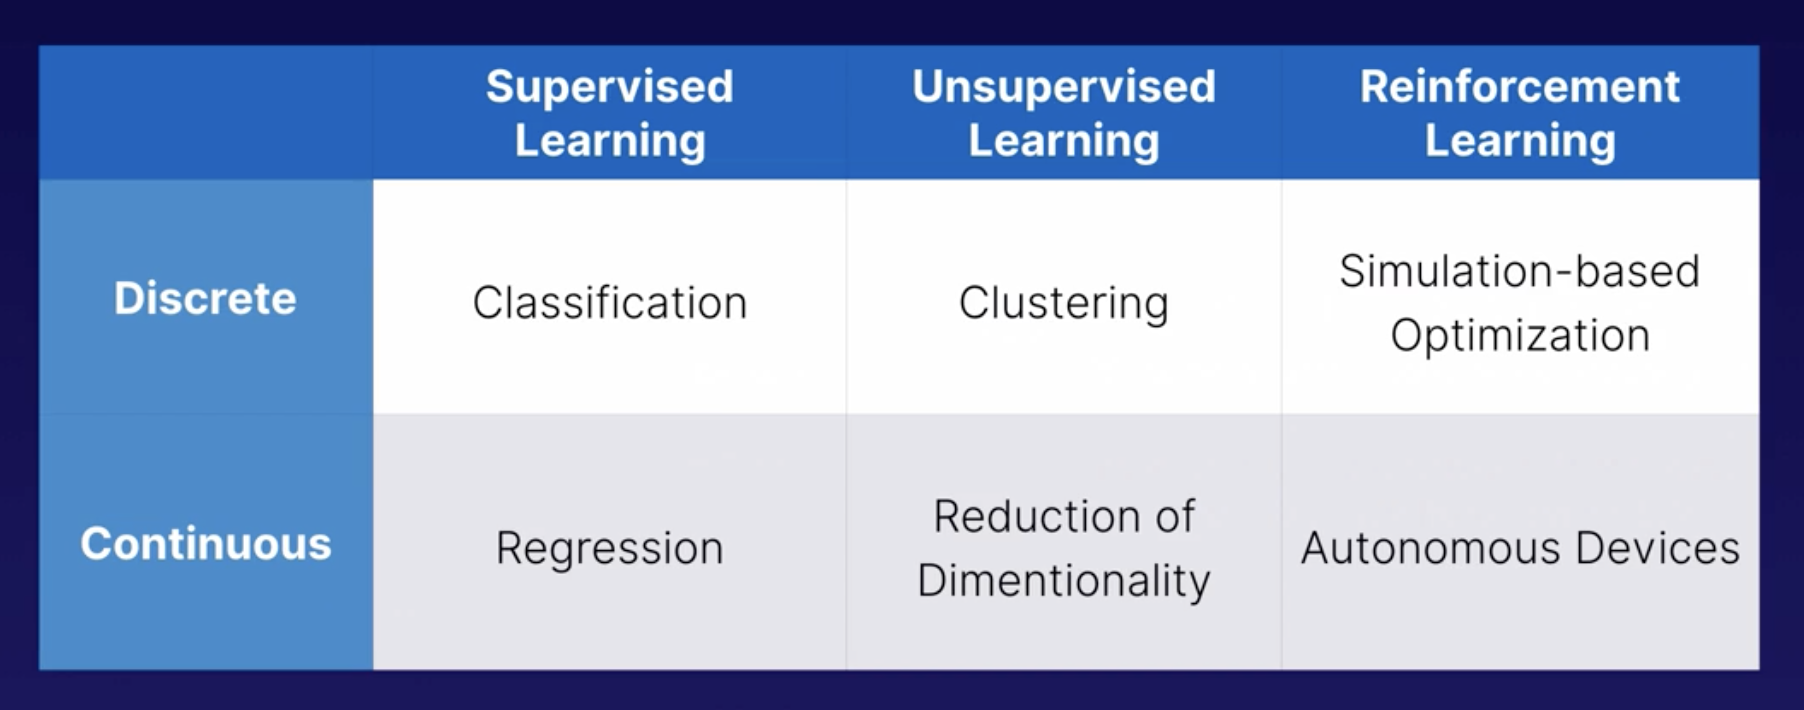 Supervised
Learning
Unsupervised
Learning
Reinforcement
Learning
Discrete
Classification
Clustering
Simulation-based
Optimization
Continuous
Regression
Reduction of
Dimentionality
Autonomous Devices